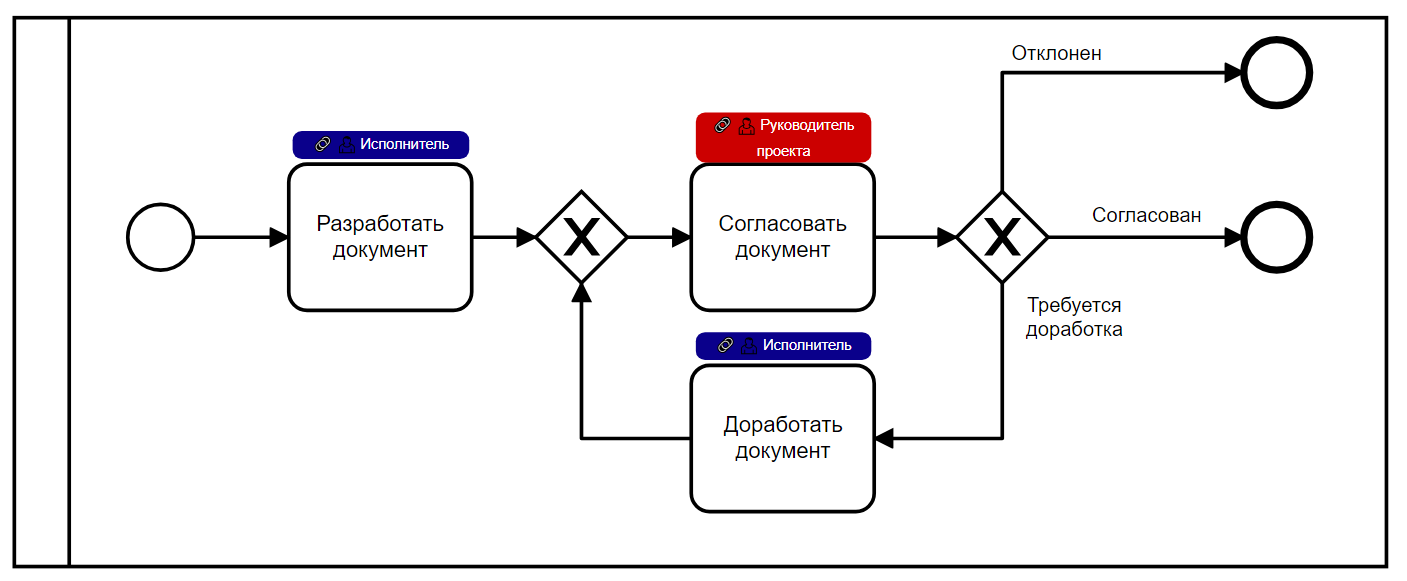 Отклонен
Руководитель
проекта
Исполнитель
Согласован
Разработать
документ
X
Согласовать
документ
X
Требуется
доработка
Исполнитель
Доработать
документ